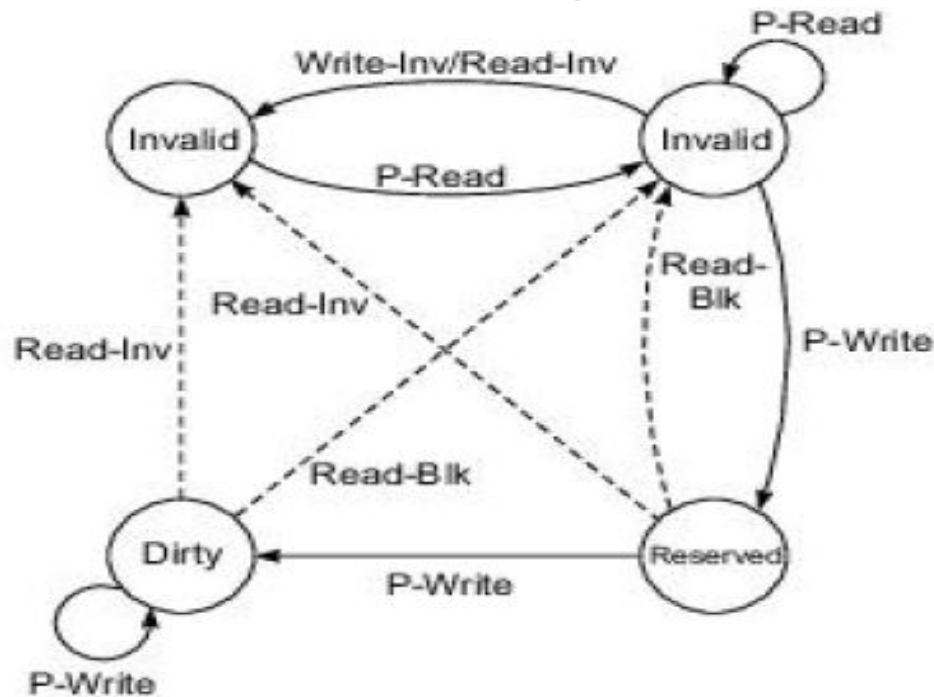 P-Read
Write-Inv/Read-Inv
Invalid
Invalid
P-Read
Read-
Blk
Read-Inv
P-Write
Read-Inv
Read-Blk
Dirty
Reserved
P-Write
P-Write